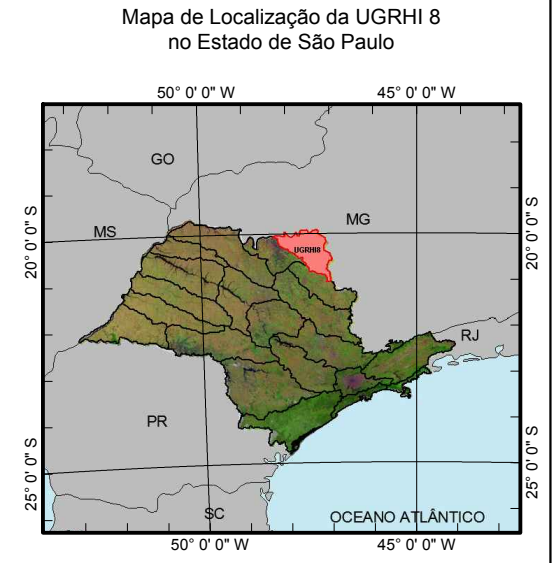 Mapa de Localização da UGRHI 8
no Estado de São Paulo
50° 0' 0" W
45° 0' 0" W
GO
MG
MS
UGRHI8
20° 0' 0" S
20° 0' 0" S
RJ
PR
25° 0' 0" S
25° 0' 0" S
SC
OCEANO ATLÂNTICO
50° 0' 0" W
45° 0' 0" W